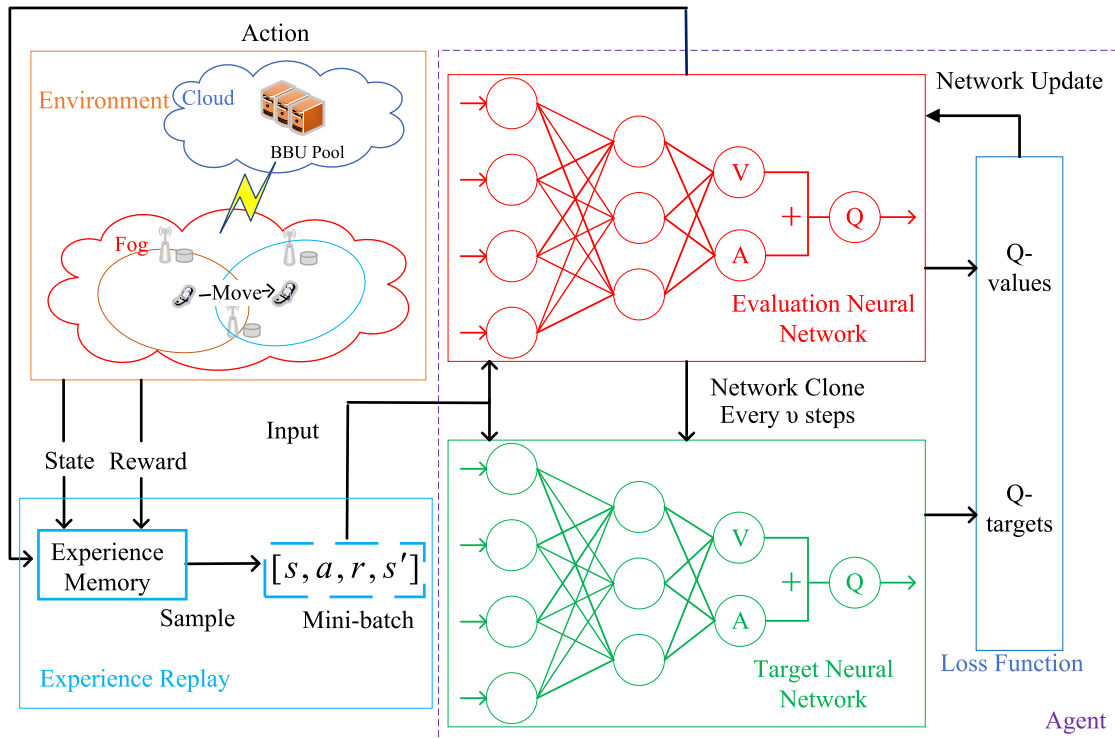 Action
Environment
Cloud
BBU Pool
Fog
Move
State
Reward
Input
Experience
Memory
Sample
[s, a, r, s′]
Mini-batch
Experience Replay
V
A
+
Q
Evaluation Neural
Network
Network Clone
Every υ steps
V
A
+
Q
Target Neural
Network
Network Update
Q-
values
Q-
targets
Loss Function
Agent